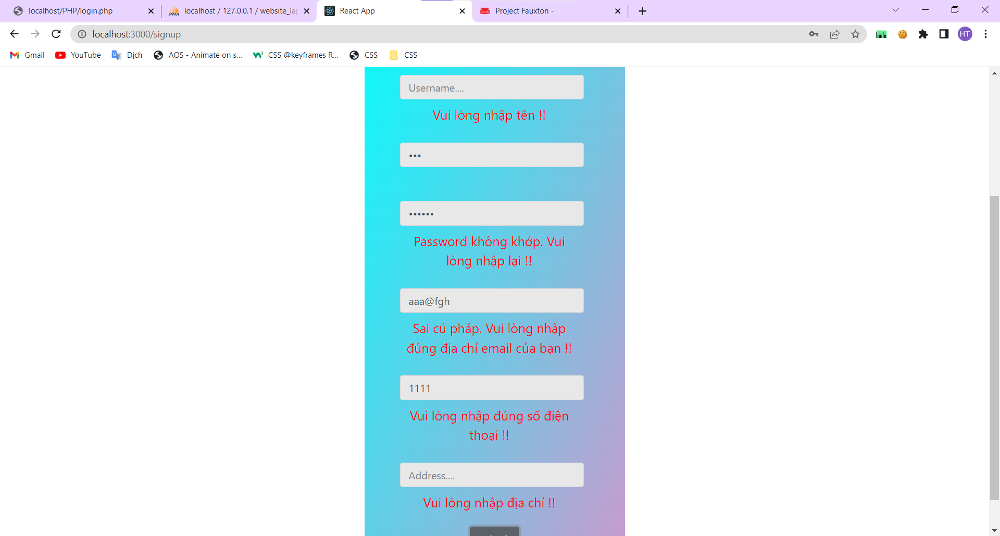 localhost/PHP/login.php
localhost / 127.0.0.1 / website_lap
React App
Project Fauxton -
localhost:3000/signup
HT
Gmail
YouTube
Dịch
AOS - Animate on s...
CSS @keyframes R...
CSS
CSS
Username....
Vui lòng nhập tên !!
•••
••••••
Password không khớp. Vui
lòng nhập lại !!
aaa@fgh
Sai cú pháp. Vui lòng nhập
đúng địa chỉ email của bạn !!
1111
Vui lòng nhập đúng số điện
thoại !!
Address....
Vui lòng nhập địa chỉ !!